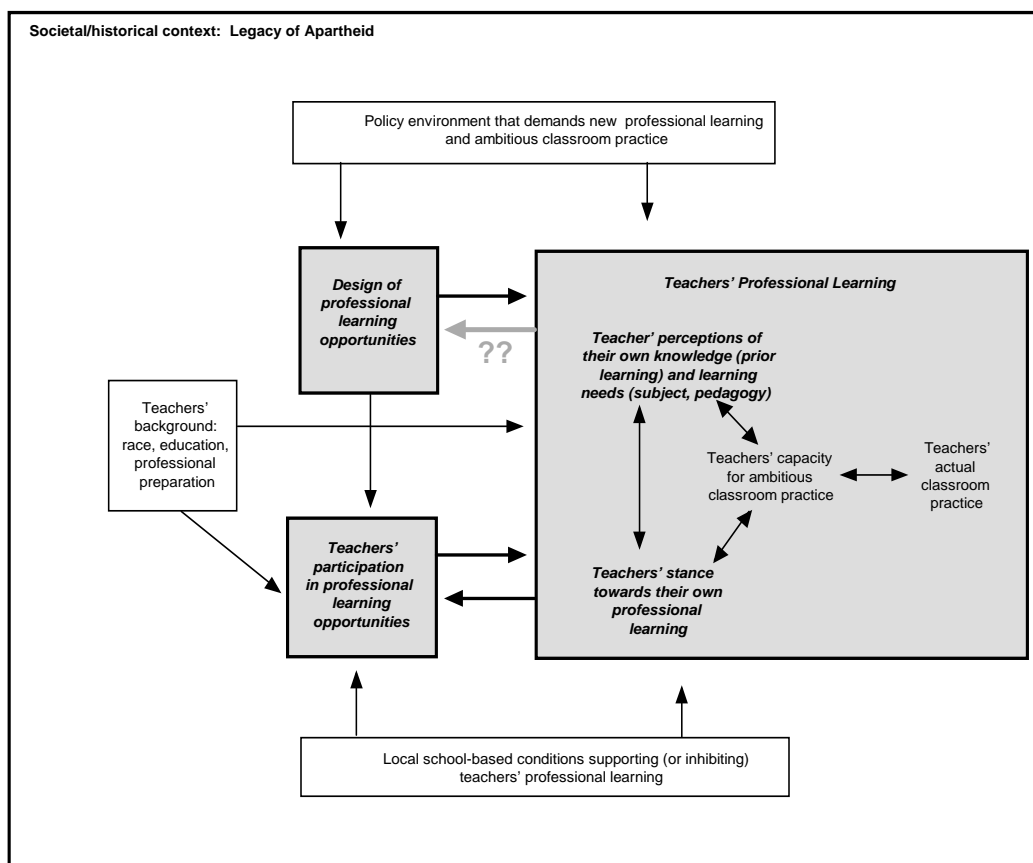 Societal/historical context: Legacy of Apartheid
Policy environment that demands new professional learning
and ambitious classroom practice
Design of
professional
learning
opportunities
??
Teachers’ Professional Learning
Teacher’ perceptions of
their own knowledge (prior
learning) and learning
needs (subject, pedagogy)
Teachers’
background:
race, education,
professional
preparation
Teachers’ capacity
for ambitious
classroom practice
Teachers’
actual
classroom
practice
Teachers’
participation
in professional
learning
opportunities
Teachers’ stance
towards their own
professional
learning
Local school-based conditions supporting (or inhibiting)
teachers’ professional learning